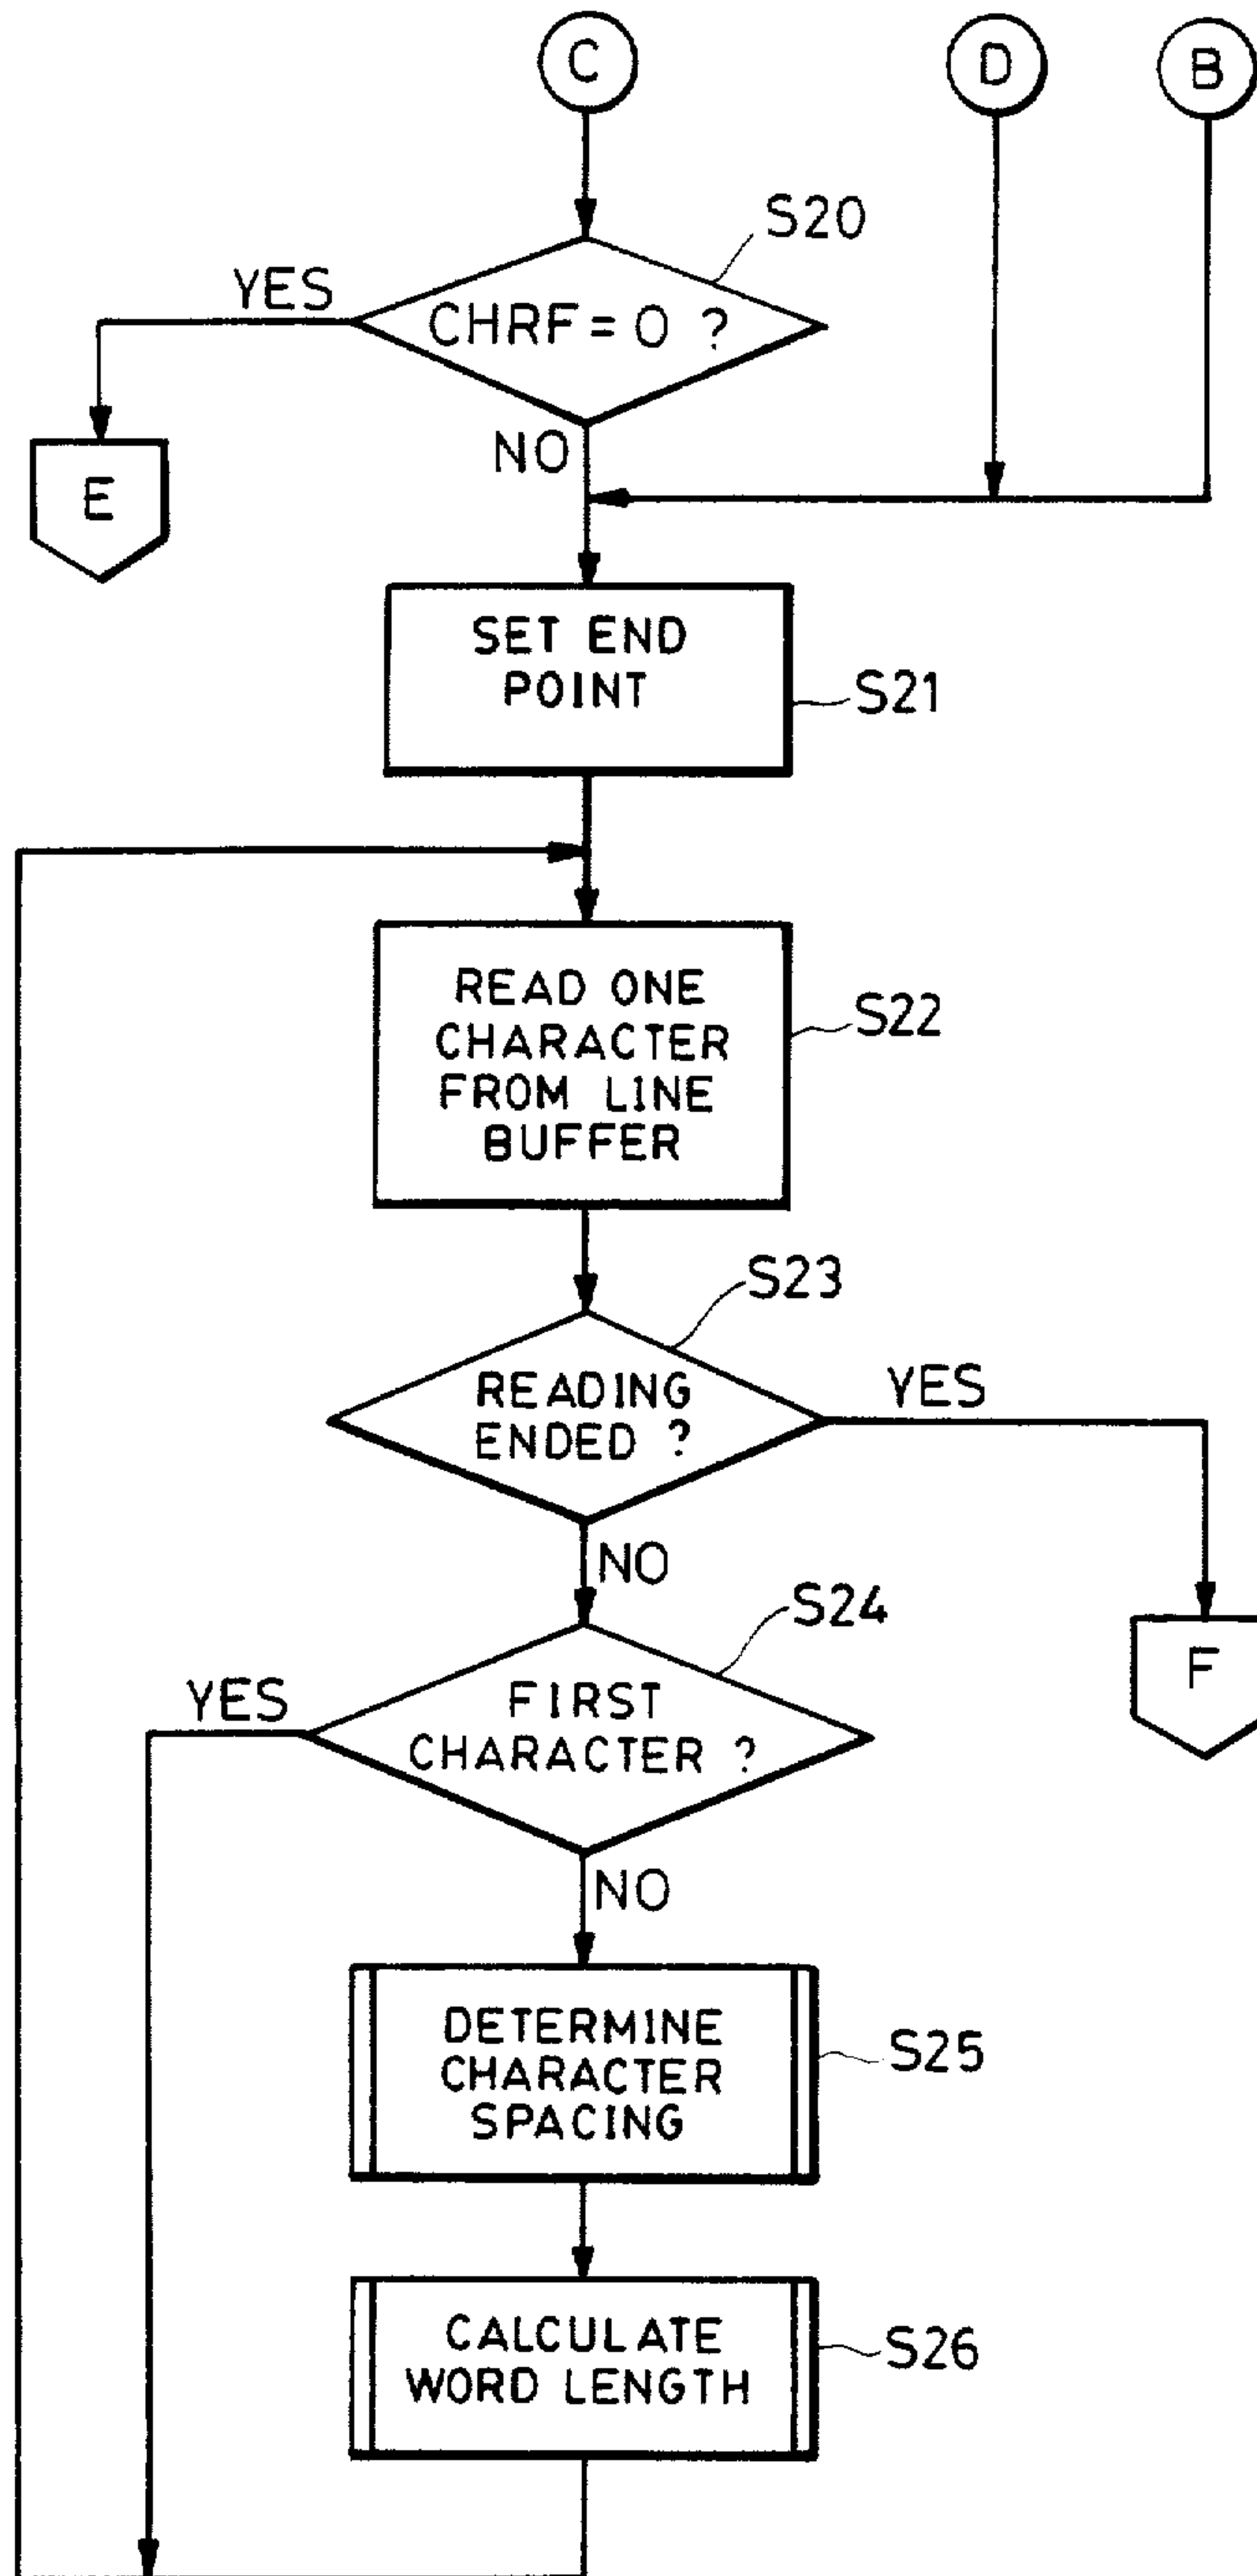 C
D
B
S20
YES
CHRF = 0 ?
NO
E
SET END
POINT
S21
READ ONE
CHARACTER
FROM LINE
BUFFER
S22
S23
READING
ENDED ?
YES
NO
F
S24
YES
FIRST
CHARACTER ?
NO
DETERMINE
CHARACTER
SPACING
S25
CALCULATE
WORD LENGTH
S26